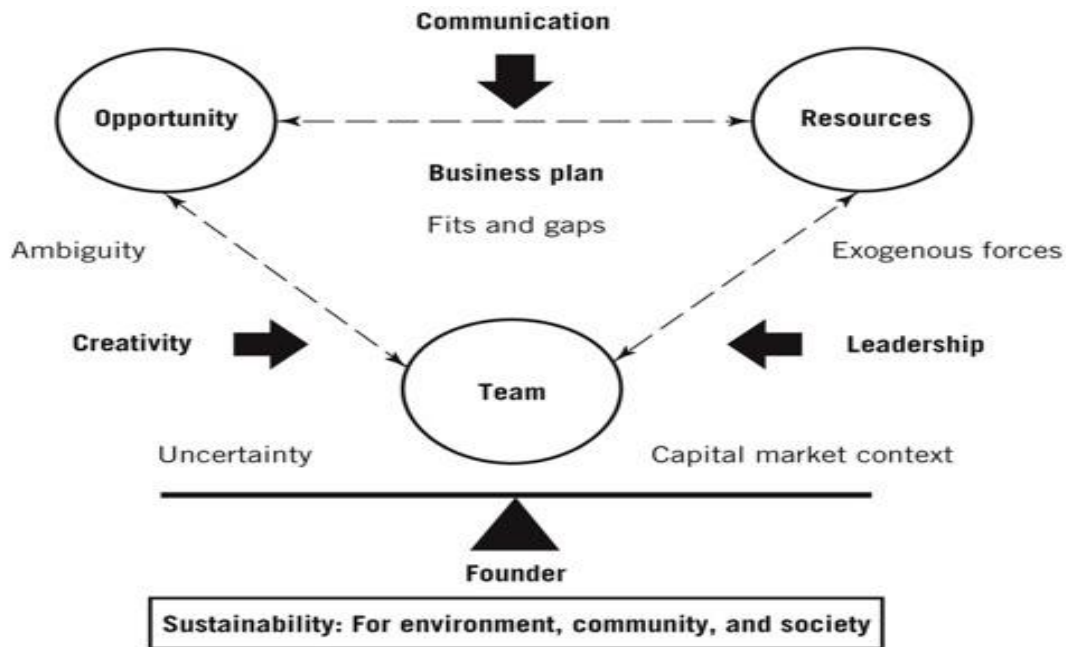 Communication
Opportunity
Resources
Business plan
Fits and gaps
Ambiguity
Exogenous forces
Creativity
Leadership
Team
Uncertainty
Capital market context
Founder
Sustainability: For environment, community, and society